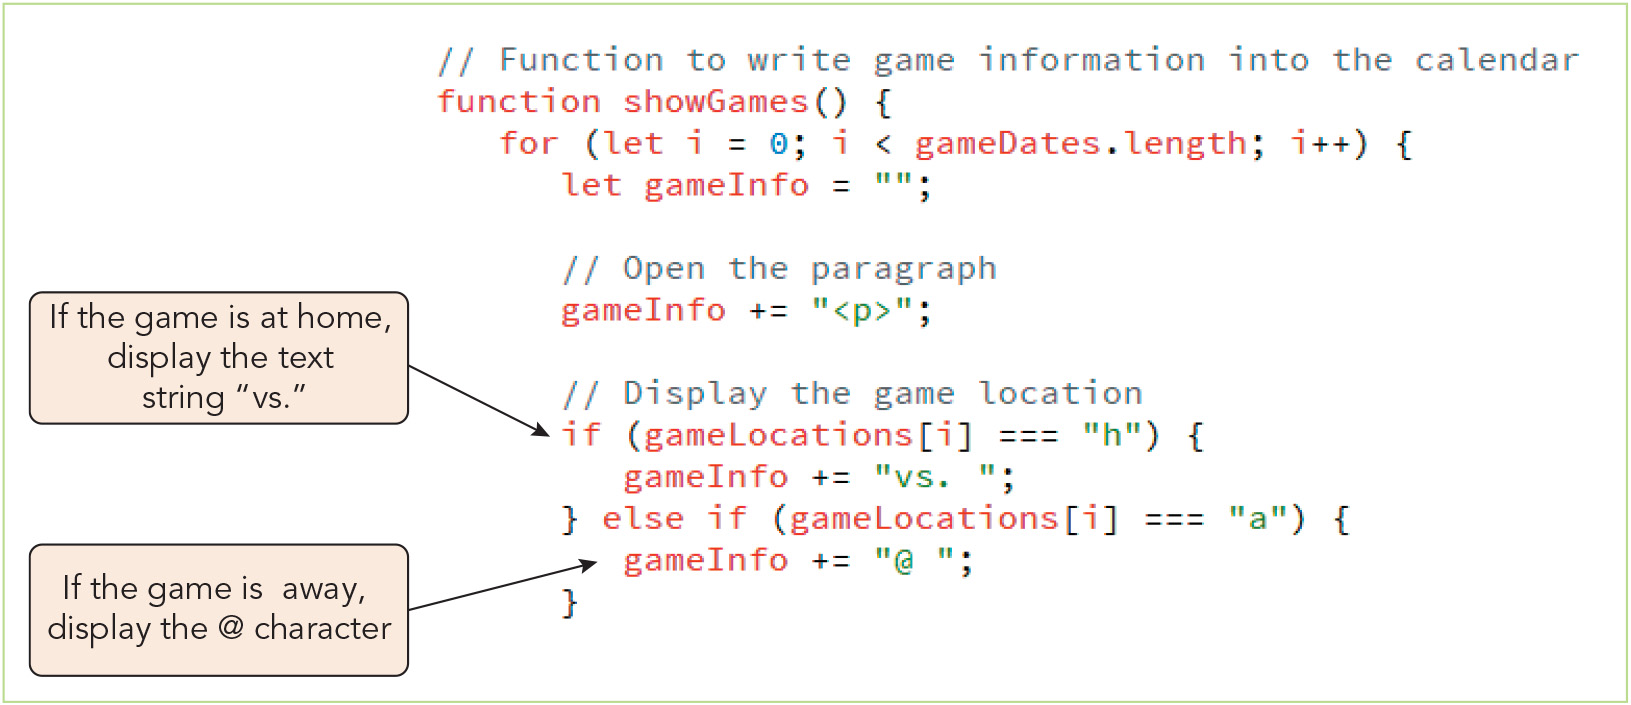 // Function to write game information into the calendar
function showGames() {
   for (let i = 0; i < gameDates.length; i++) {
      let gameInfo = "";

      // Open the paragraph
      gameInfo += "<p>";

      // Display the game location
      if (gameLocations[i] === "h") {
         gameInfo += "vs. ";
      } else if (gameLocations[i] === "a") {
         gameInfo += "@ ";
      }
If the game is at home,
display the text
string “vs.”
If the game is  away,
display the @ character